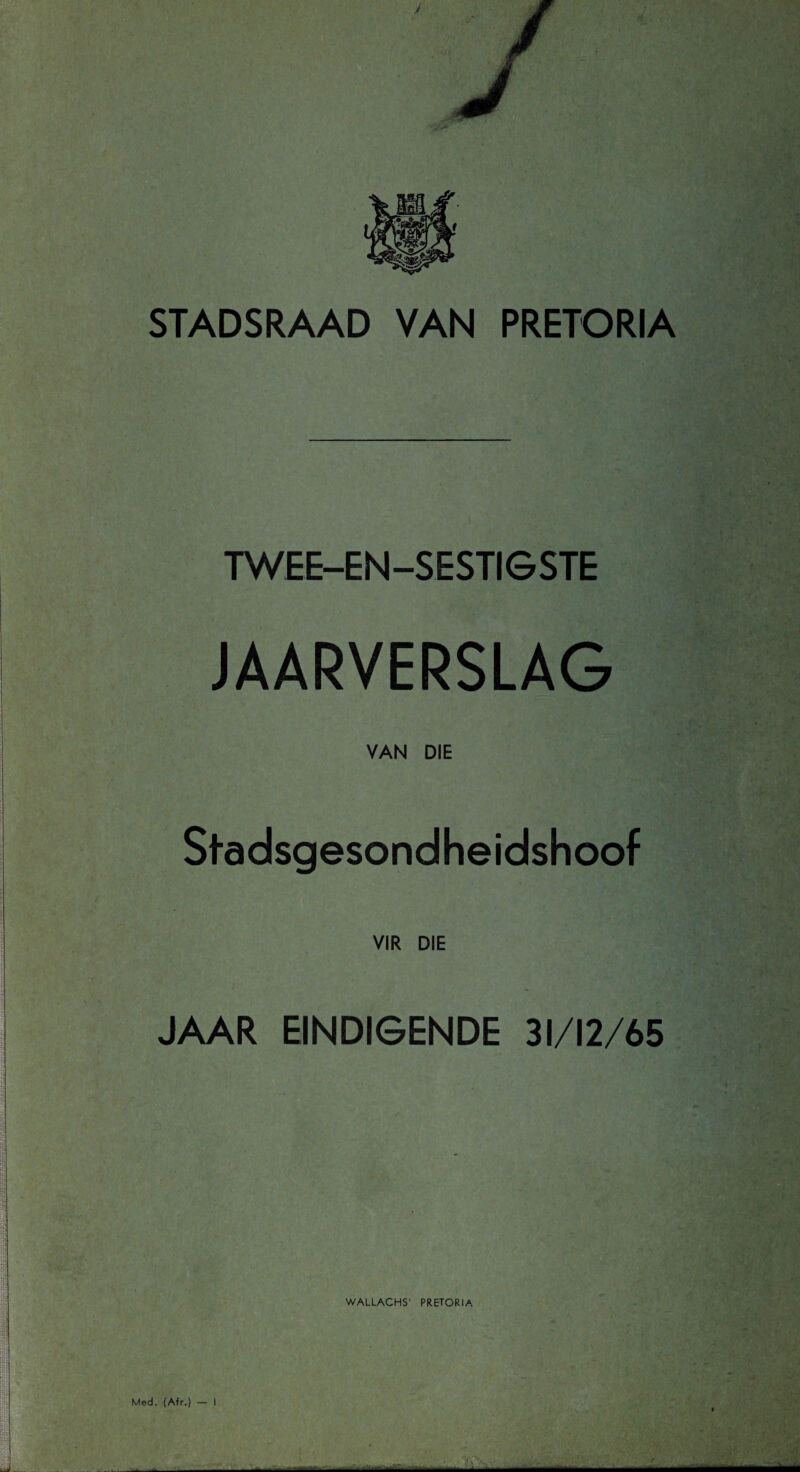 STADSRAAD VAN PRETORIA
TWEE-EN-SESTIGSTE
JAARVERSLAG
VAN DIE
Stadsgesondheidshoof
VIR DIE
JAAR EINDIGENDE 31/12/65
WALLACHS' PRETORIA
Med. (Afr.) — 1